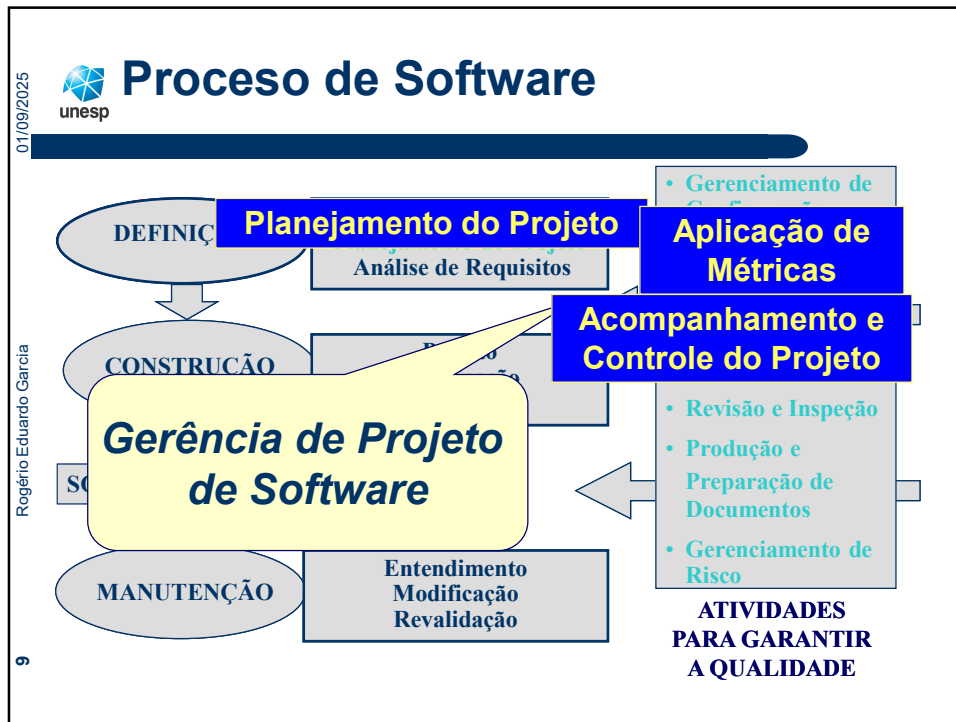 01/09/2025
unesp
Proceso de Software
Rogério Eduardo Garcia
9
DEFINIÇ
Planejamento do Projeto
Análise de Requisitos
• Gerenciamento de
Aplicação de
Métricas
Acompanhamento e
Controle do Projeto
CONSTRUÇÃO
Gerência de Projeto
de Software
• Revisão e Inspeção
• Produção e
Preparação de
Documentos
• Gerenciamento de
Risco
MANUTENÇÃO
Entendimento
Modificação
Revalidação
ATIVIDADES
PARA GARANTIR
A QUALIDADE